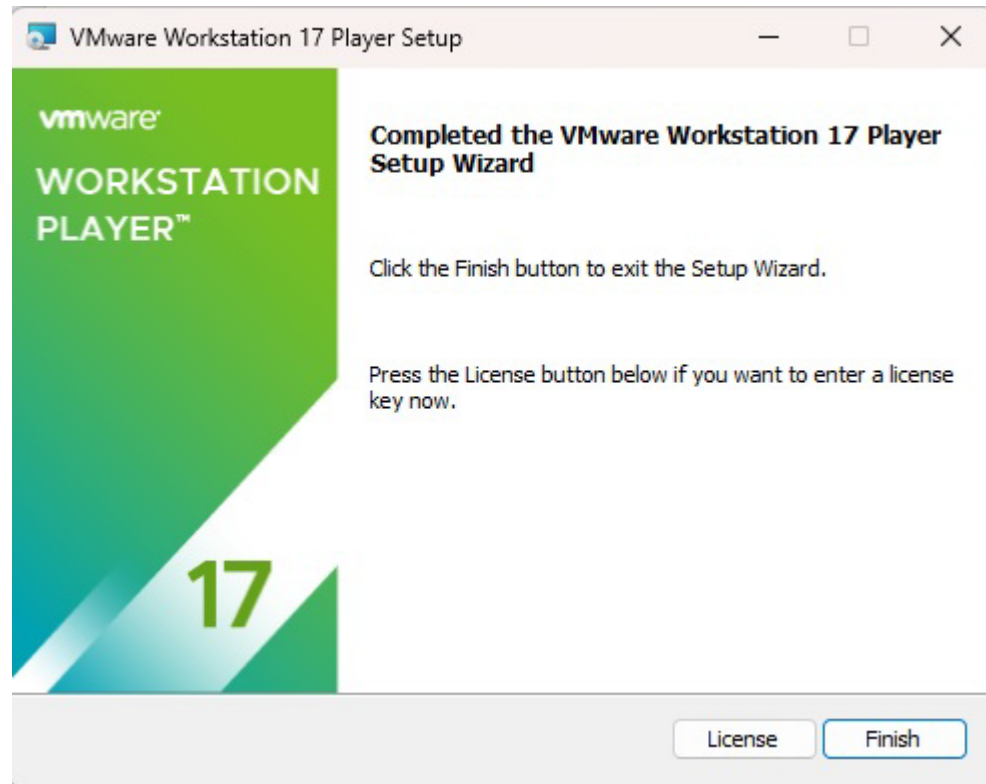 VMware Workstation 17 Player Setup
vmware®
WORKSTATION
PLAYER™
Completed the VMware Workstation 17 Player
Setup Wizard
Click the Finish button to exit the Setup Wizard.
Press the License button below if you want to enter a license
key now.
17
License
Finish